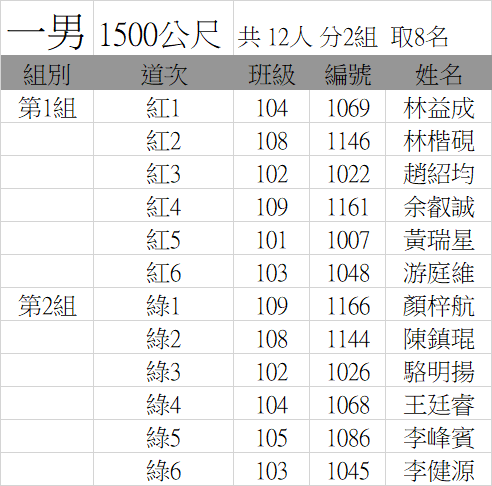 一男 1500公尺 共 12人 分2組 取8名
組別 道次 班級 編號 姓名
第1組 紅1 104 1069 林益成
紅2 108 1146 林楷硯
紅3 102 1022 趙紹均
紅4 109 1161 余叡誠
紅5 101 1007 黃瑞星
紅6 103 1048 游庭維
第2組 綠1 109 1166 顏梓航
綠2 108 1144 陳鎮琨
綠3 102 1026 駱明揚
綠4 104 1068 王廷睿
綠5 105 1086 李峰賓
綠6 103 1045 李健源